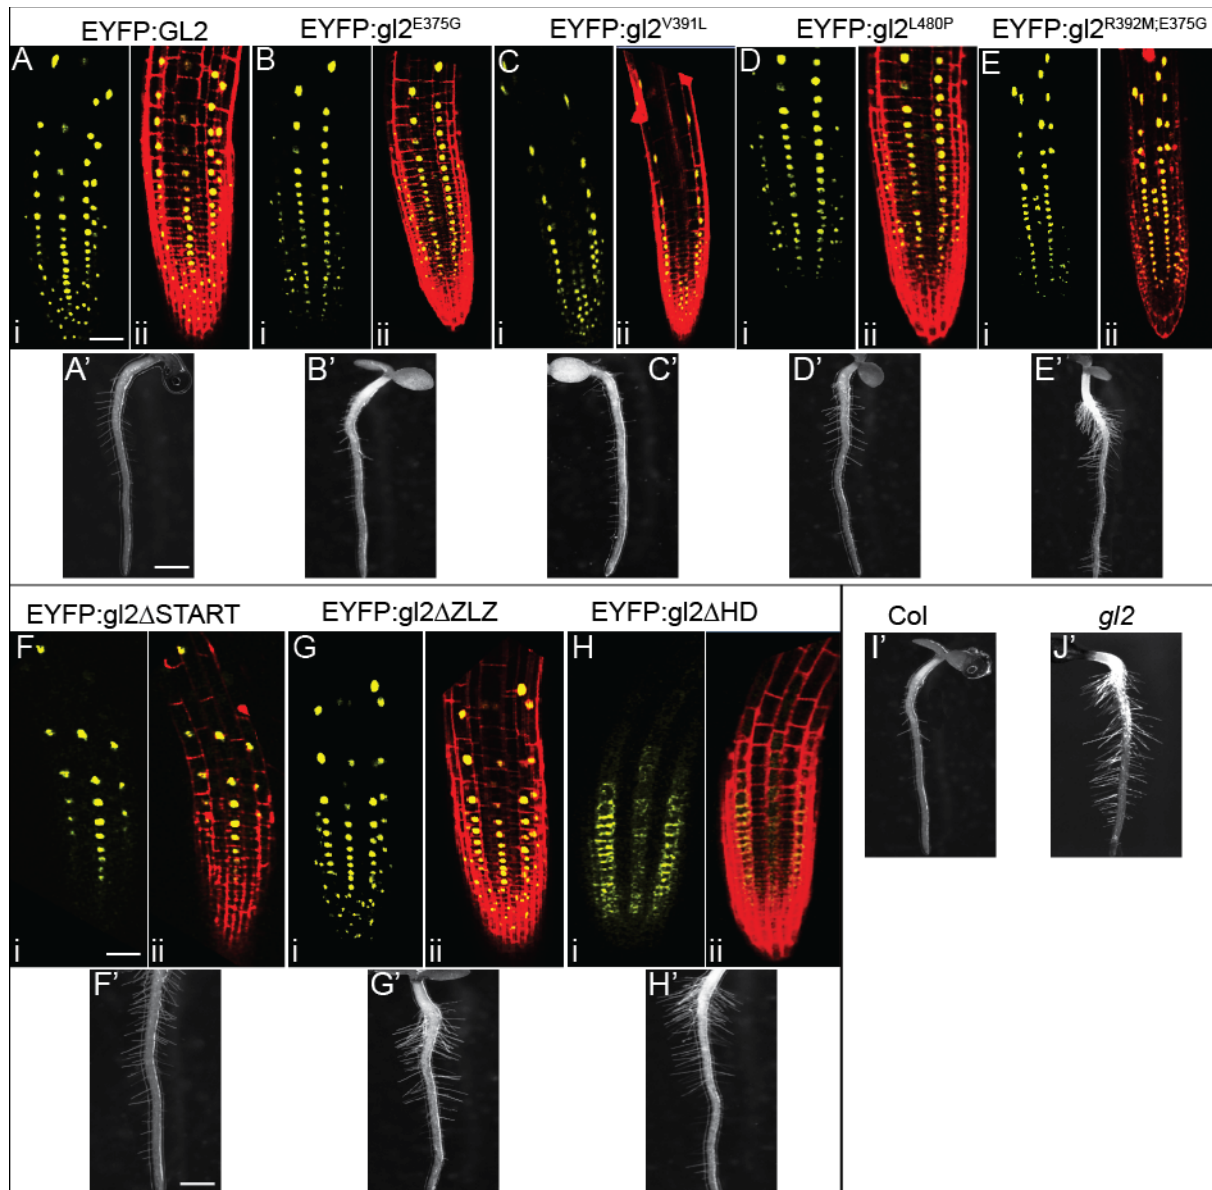 EYFP:GL2 EYFP:gl2E375G EYFP:gl2V391L EYFP:gl2L480P EYFP:gl2R392M;E375G
A B C D E
i ii i ii i ii i ii i ii
A' B' C' D' E'
EYFP:gl2ΔSTART EYFP:gl2ΔZLZ EYFP:gl2ΔHD Col gl2
F G H I' J'
i ii i ii i ii
F' G' H'